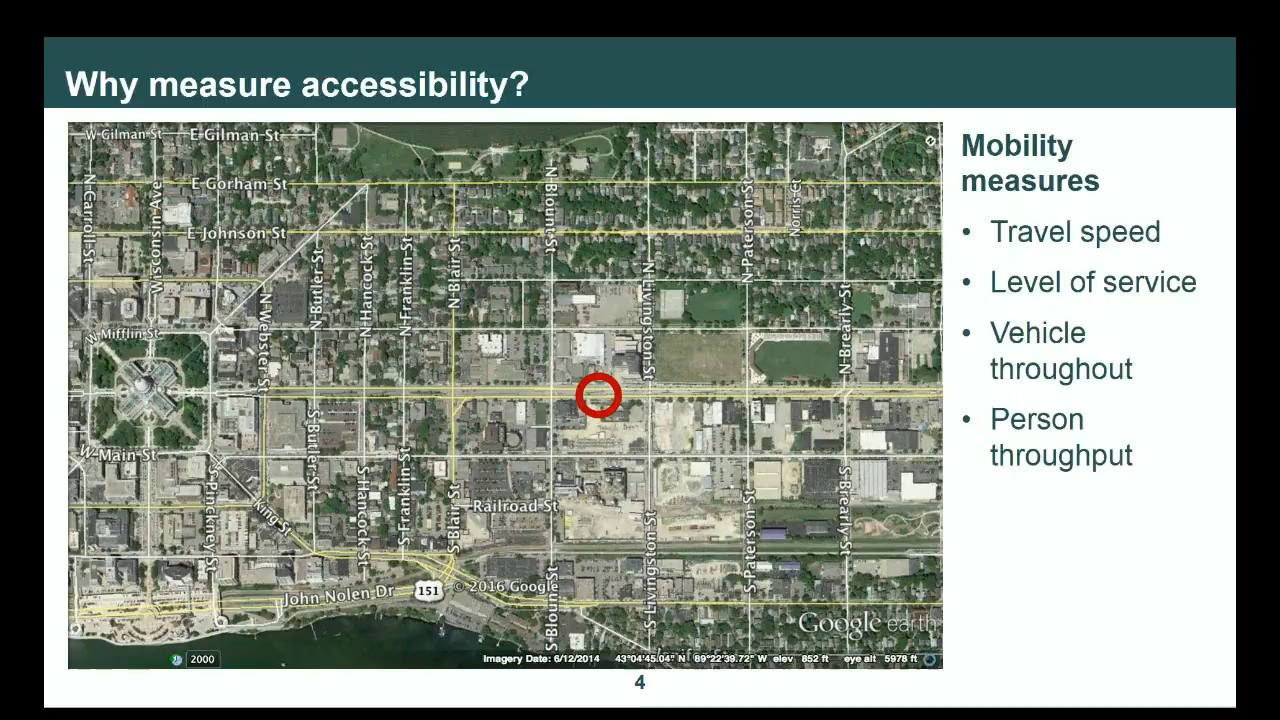 Why measure accessibility?
W Gilman St
E Gilman St
E Gorham St
E Johnson St
N Carroll St
Wisconsin Ave
N Webster St
N Butler St
N Hancock St
N Franklin St
N Blair St
N Blount St
N Livingston St
N Paterson St
Norris Ct
N Brearly St
W Mifflin St
W Main St
S Pinckney St
King St
S Butler St
S Hancock St
S Franklin St
S Blair St
Railroad St
S Blount St
S Livingston St
S Paterson St
S Brearly St
John Nolen Dr
151
© 2016 Google
Google earth
2000
Imagery Date: 6/12/2014 43°04'45.04" N 89°22'39.72" W elev 852 ft eye alt 5978 ft
Mobility
measures
• Travel speed
• Level of service
• Vehicle
throughout
• Person
throughput
4